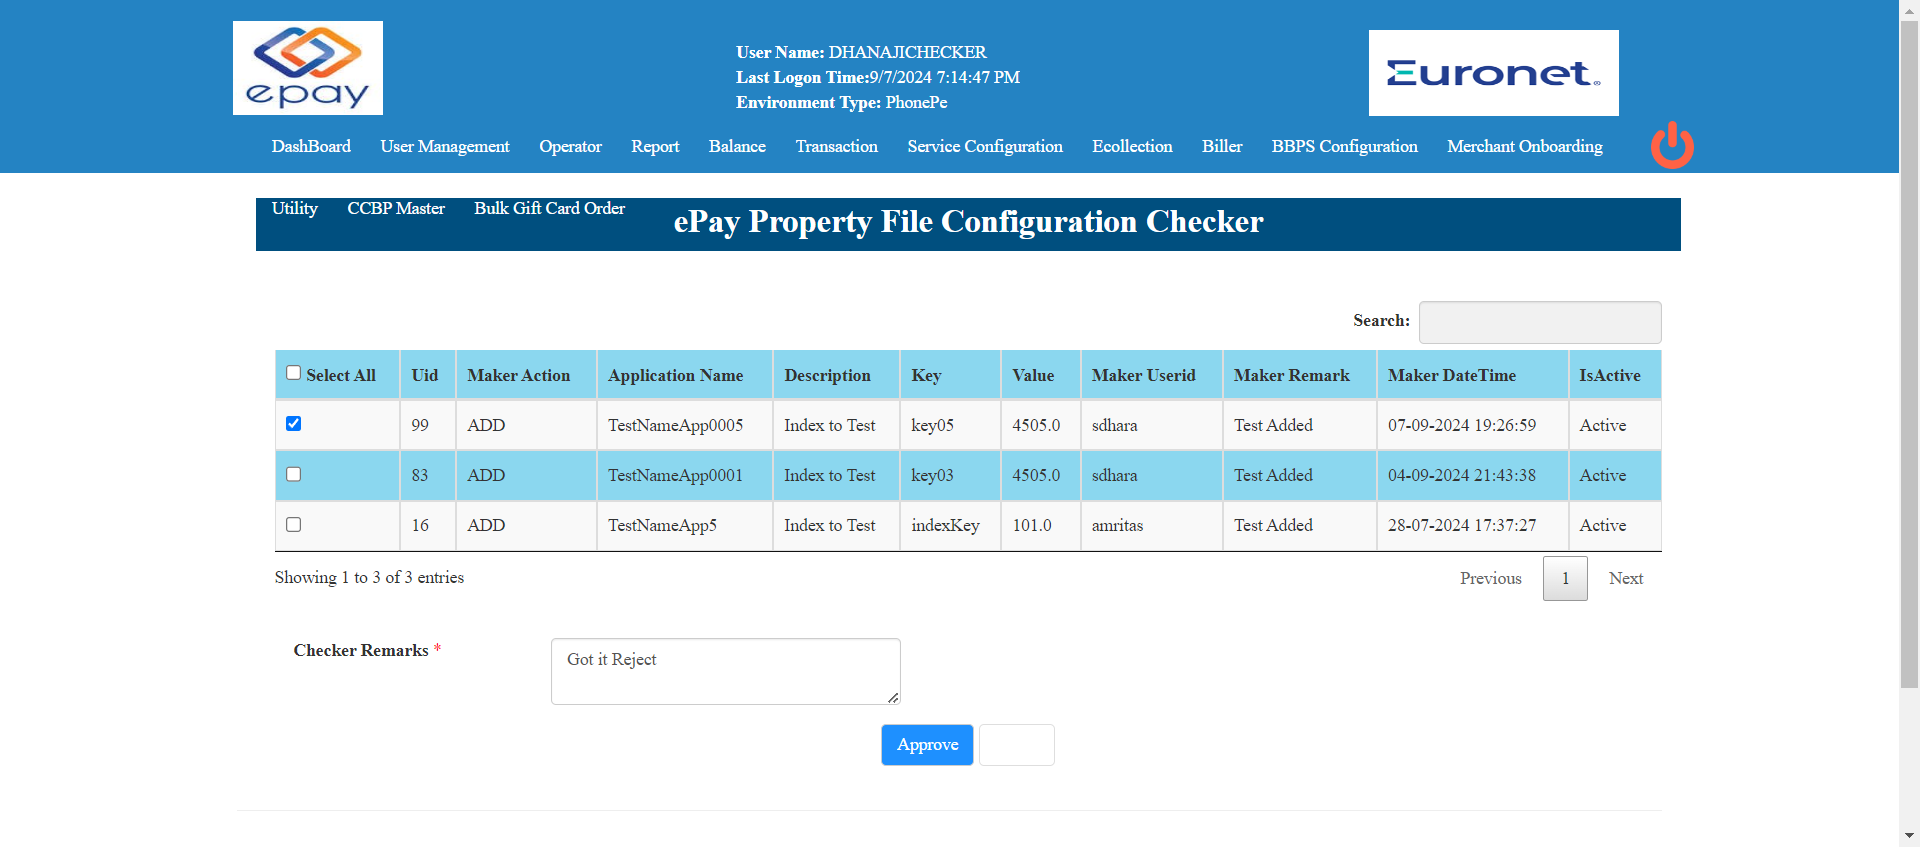 epay
User Name: DHANAJICHECKER
Last Logon Time:9/7/2024 7:14:47 PM
Environment Type: PhonePe
Euronet®
DashBoard User Management Operator Report Balance Transaction Service Configuration Ecollection Biller BBPS Configuration Merchant Onboarding
Utility CCBP Master Bulk Gift Card Order
ePay Property File Configuration Checker
Search:
Select All Uid Maker Action Application Name Description Key Value Maker Userid Maker Remark Maker DateTime IsActive
99 ADD TestNameApp0005 Index to Test key05 4505.0 sdhara Test Added 07-09-2024 19:26:59 Active
83 ADD TestNameApp0001 Index to Test key03 4505.0 sdhara Test Added 04-09-2024 21:43:38 Active
16 ADD TestNameApp5 Index to Test indexKey 101.0 amritas Test Added 28-07-2024 17:37:27 Active
Showing 1 to 3 of 3 entries
Previous 1 Next
Checker Remarks *
Got it Reject
Approve